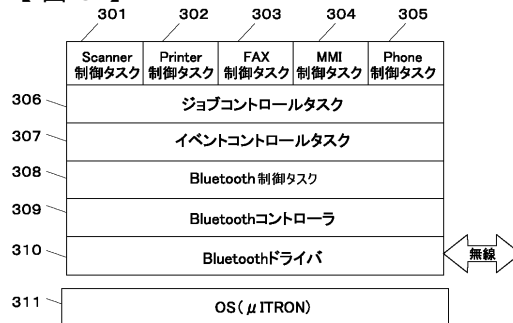 301 302 303 304 305
Scanner Printer FAX MMI Phone
制御タスク 制御タスク 制御タスク 制御タスク 制御タスク
306 ジョブコントロールタスク
307 イベントコントロールタスク
308 Bluetooth制御タスク
309 Bluetoothコントローラ
310 Bluetoothドライバ 無線
311 OS(μITRON)